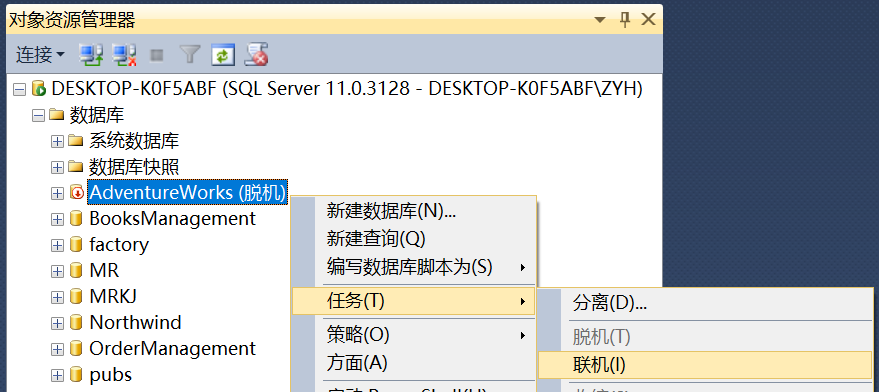 对象资源管理器
连接
DESKTOP-K0F5ABF (SQL Server 11.0.3128 - DESKTOP-K0F5ABF\ZYH)
数据库
系统数据库
数据库快照
AdventureWorks (脱机)
BooksManagement
factory
MR
MRKJ
Northwind
OrderManagement
pubs
新建数据库(N)...
新建查询(Q)
编写数据库脚本为(S)
任务(T)
策略(O)
方面(A)
分离(D)...
脱机(T)
联机(I)